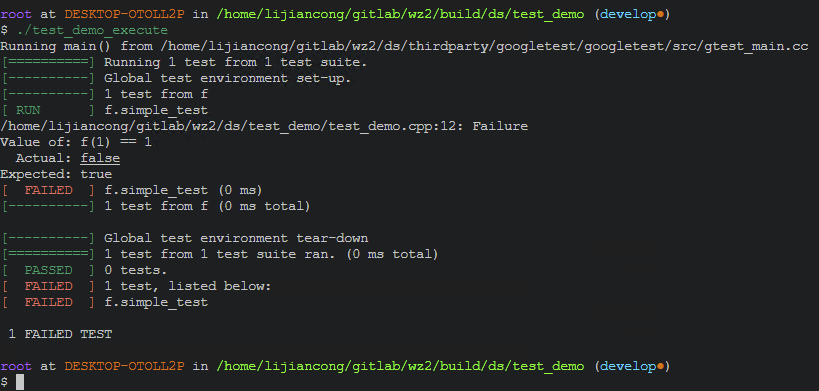 root at DESKTOP-OTOLL2P in /home/lijiancong/gitlab/wz2/build/ds/test_demo (develop●)
$ ./test_demo_execute
Running main() from /home/lijiancong/gitlab/wz2/ds/thirdparty/googletest/googletest/src/gtest_main.cc
[==========] Running 1 test from 1 test suite.
[----------] Global test environment set-up.
[----------] 1 test from f
[ RUN      ] f.simple_test
/home/lijiancong/gitlab/wz2/ds/test_demo/test_demo.cpp:12: Failure
Value of: f(1) == 1
  Actual: false
Expected: true
[  FAILED  ] f.simple_test (0 ms)
[----------] 1 test from f (0 ms total)

[----------] Global test environment tear-down
[==========] 1 test from 1 test suite ran. (0 ms total)
[  PASSED  ] 0 tests.
[  FAILED  ] 1 test, listed below:
[  FAILED  ] f.simple_test

 1 FAILED TEST

root at DESKTOP-OTOLL2P in /home/lijiancong/gitlab/wz2/build/ds/test_demo (develop●)
$